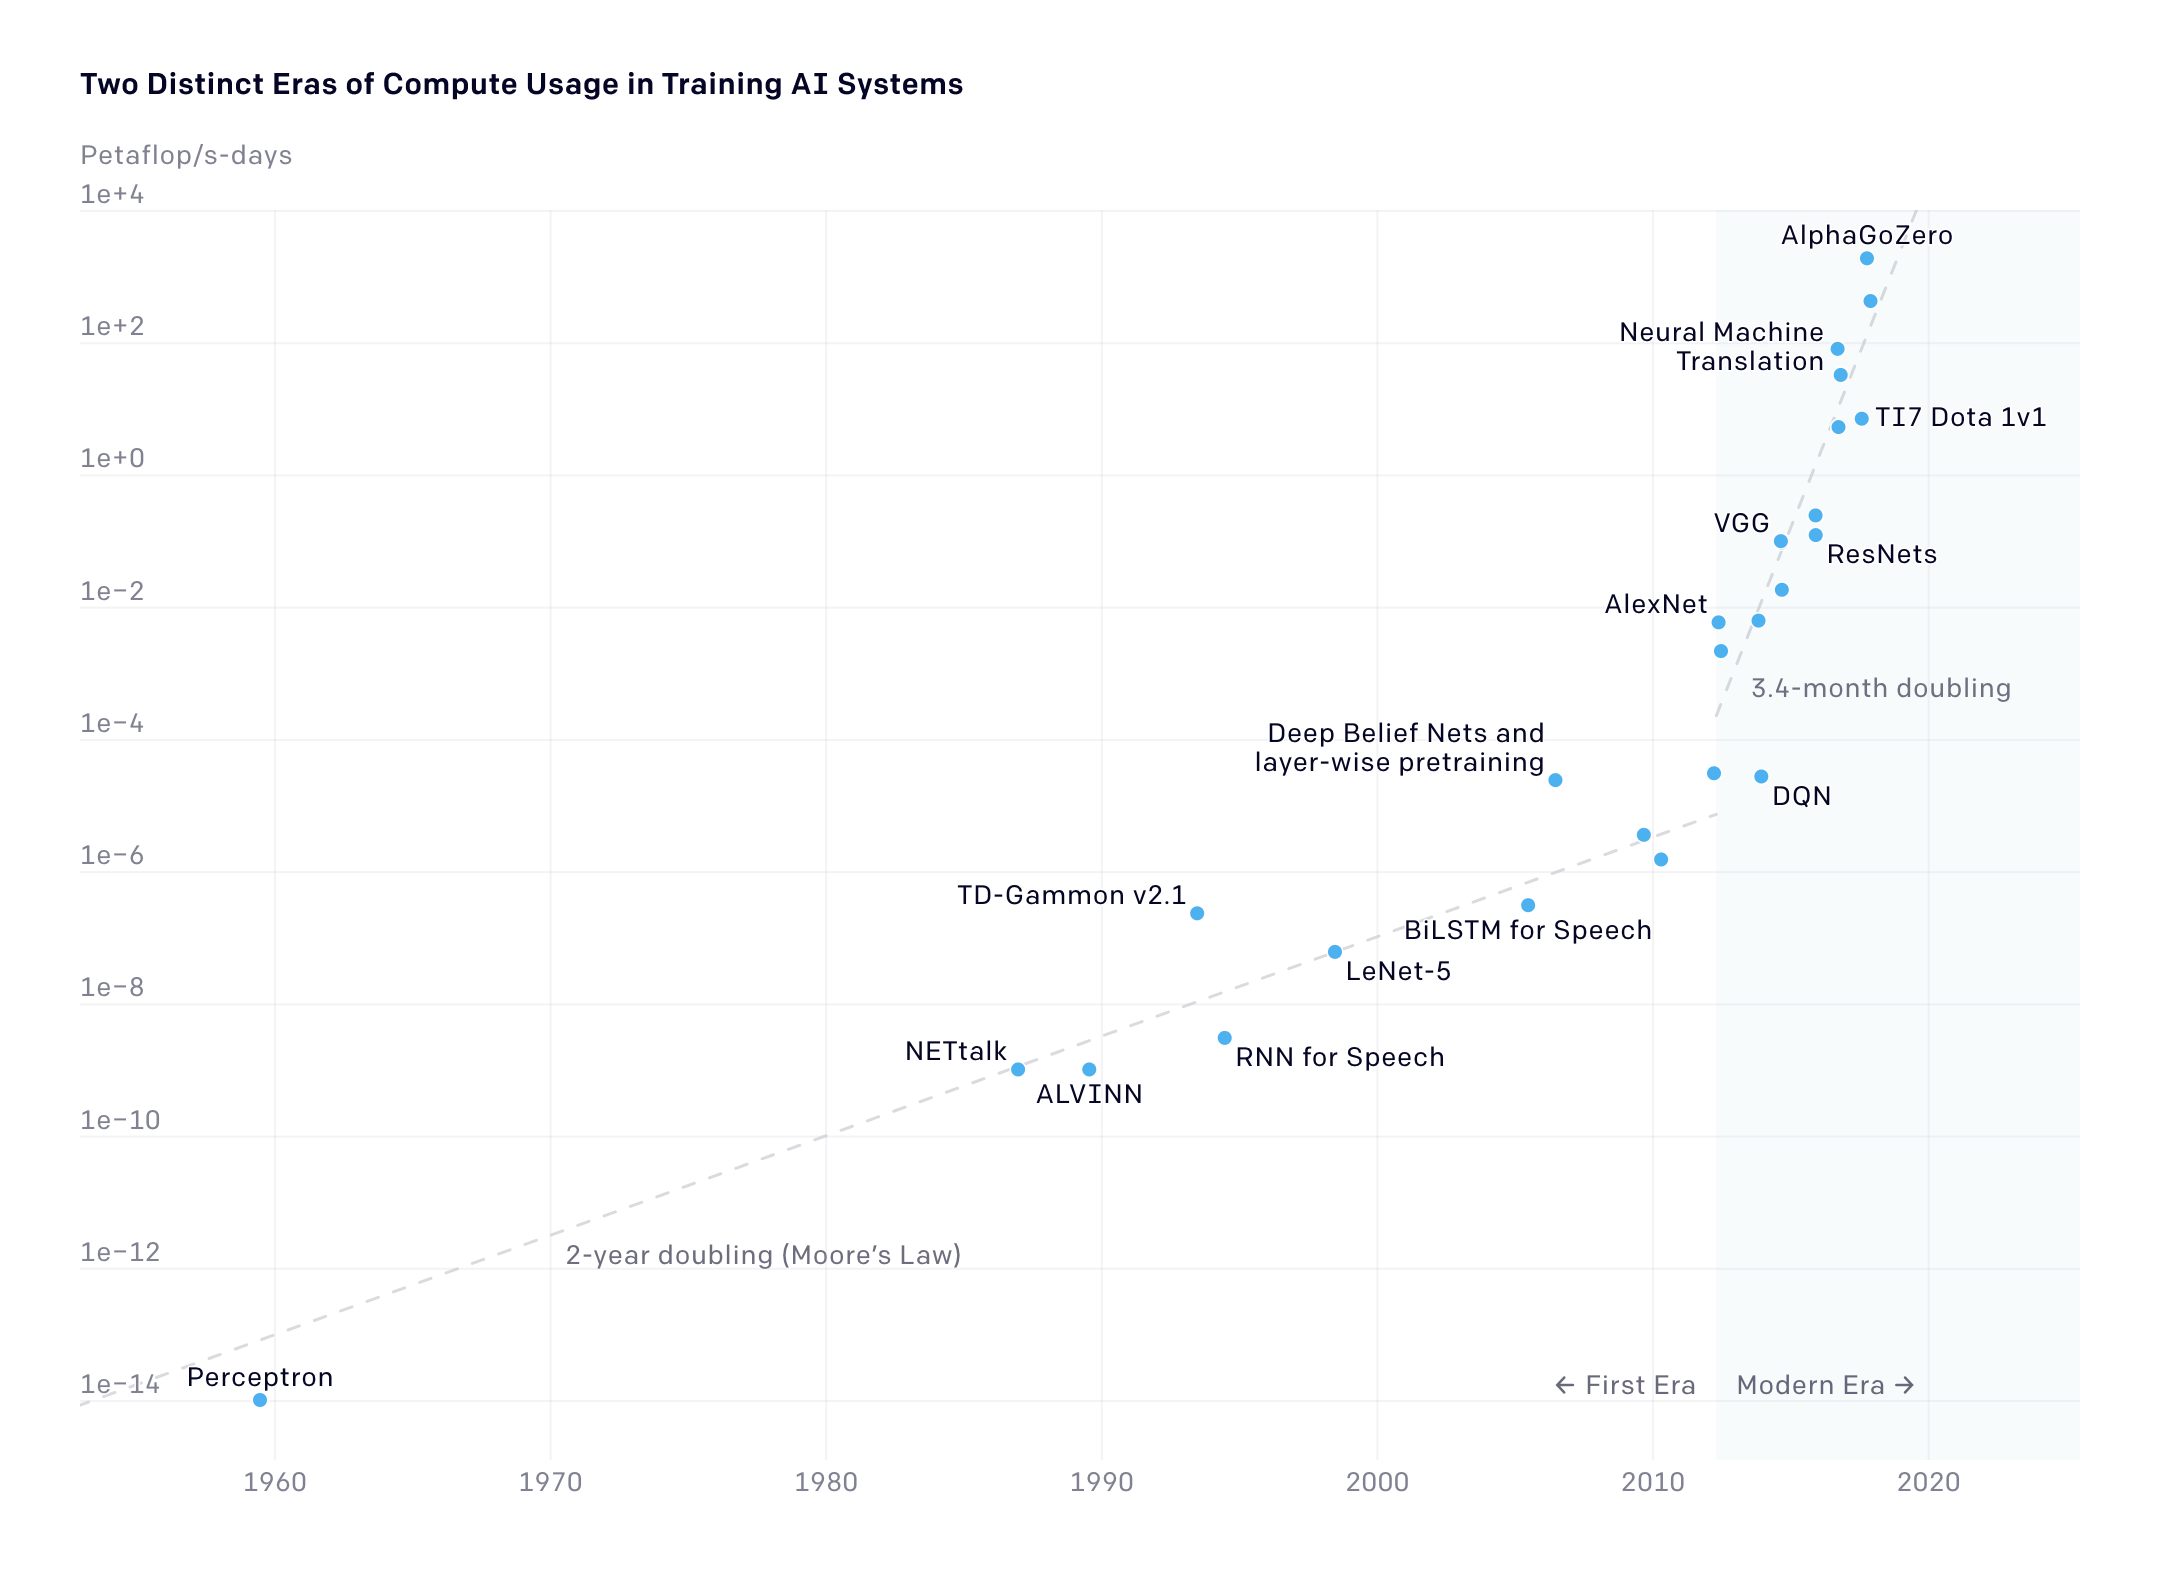 Two Distinct Eras of Compute Usage in Training AI Systems
Petaflop/s-days
1e+4
AlphaGoZero
1e+2
Neural Machine
Translation
TI7 Dota 1v1
1e+0
VGG
ResNets
1e−2
AlexNet
3.4-month doubling
1e−4
Deep Belief Nets and
layer-wise pretraining
DQN
1e−6
TD-Gammon v2.1
BiLSTM for Speech
LeNet-5
1e−8
NETtalk
RNN for Speech
ALVINN
1e−10
1e−12
2-year doubling (Moore’s Law)
Perceptron
1e−14
← First Era
Modern Era →
1960
1970
1980
1990
2000
2010
2020